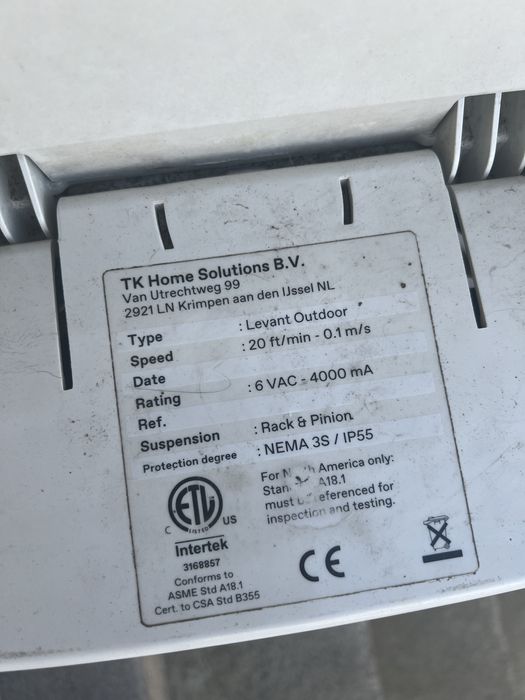 TK Home Solutions B.V.
Van Utrechtweg 99
2921 LN Krimpen aan den IJssel NL
Type : Levant Outdoor
Speed : 20 ft/min - 0.1 m/s
Date
Rating : 6 VAC - 4000 mA
Ref.
Suspension : Rack & Pinion
Protection degree : NEMA 3S / IP55
For America only:
A18.1
must referenced for
inspection and testing.
ETL
LISTED
C US
Intertek
3168857
Conforms to
ASME Std A18.1
Cert. to CSA Std B355
CE